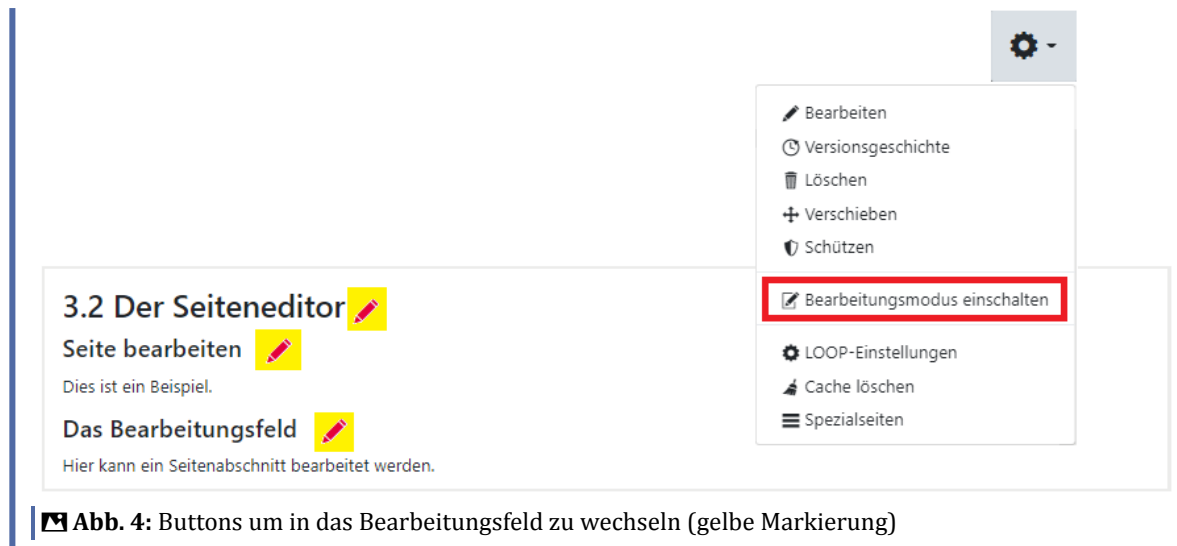 Bearbeiten
Versionsgeschichte
Löschen
Verschieben
Schützen
Bearbeitungsmodus einschalten
LOOP-Einstellungen
Cache löschen
Spezialseiten
3.2 Der Seiteneditor
Seite bearbeiten
Dies ist ein Beispiel.
Das Bearbeitungsfeld
Hier kann ein Seitenabschnitt bearbeitet werden.
Abb. 4: Buttons um in das Bearbeitungsfeld zu wechseln (gelbe Markierung)